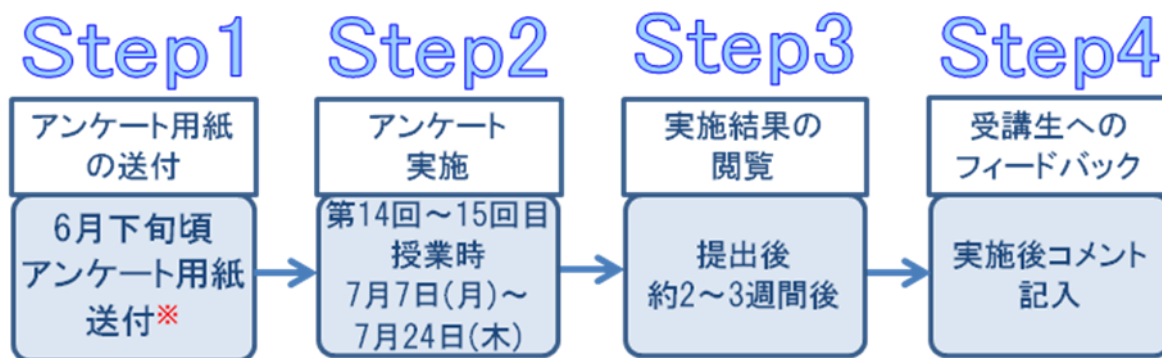 Step1
アンケート用紙
の送付
6月下旬頃
アンケート用紙
送付※
Step2
アンケート
実施
第14回～15回目
授業時
7月7日(月)～
7月24日(木)
Step3
実施結果の
閲覧
提出後
約2～3週間後
Step4
受講生への
フィードバック
実施後コメント
記入